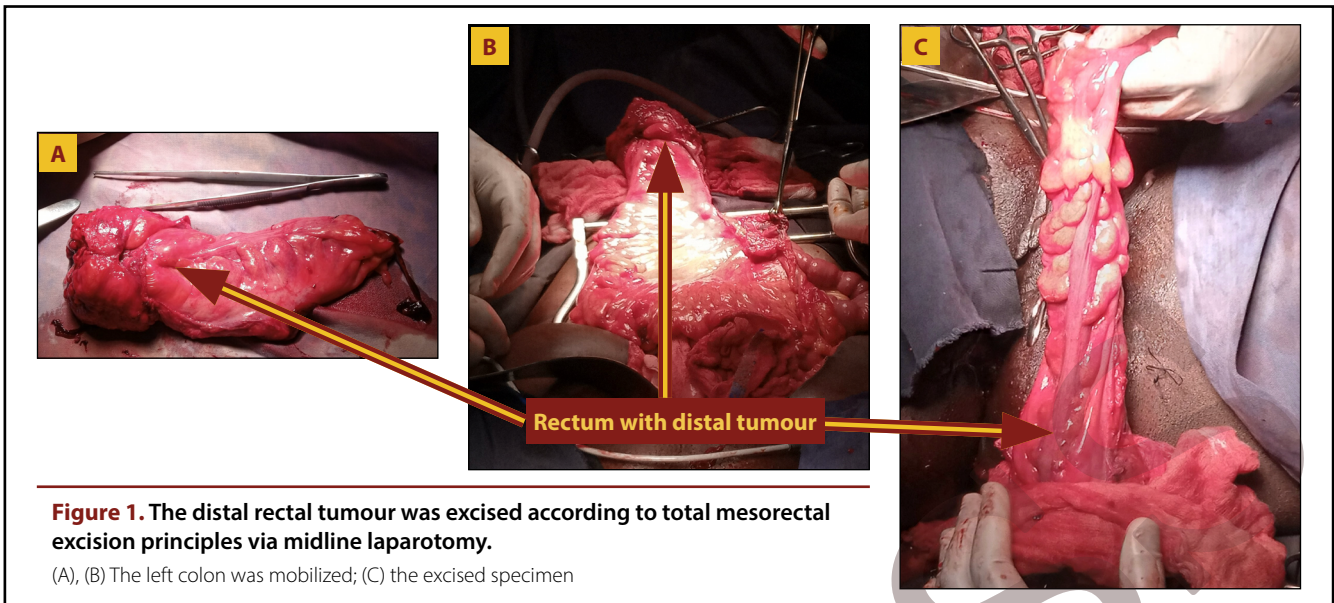 A
B
C
Rectum with distal tumour
Figure 1. The distal rectal tumour was excised according to total mesorectal
excision principles via midline laparotomy.
(A), (B) The left colon was mobilized; (C) the excised specimen